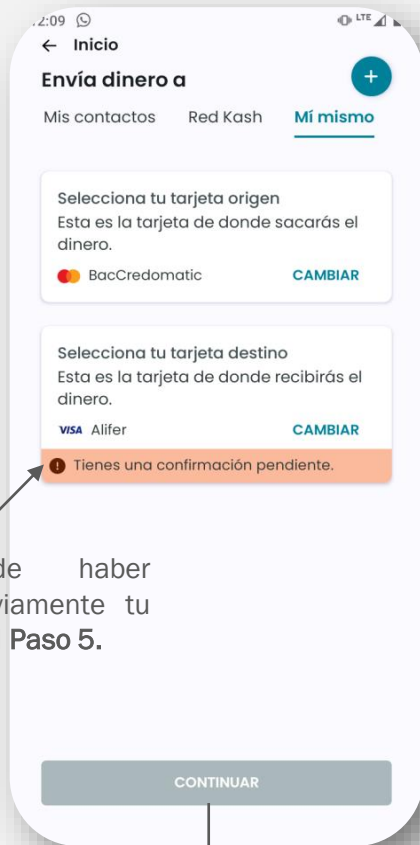 2:09 LTE
← Inicio
Envía dinero a +
Mis contactos Red Kash Mí mismo
Selecciona tu tarjeta origen
Esta es la tarjeta de donde sacarás el
dinero.
BacCredomatic CAMBIAR
Selecciona tu tarjeta destino
Esta es la tarjeta de donde recibirás el
dinero.
VISA Alifer CAMBIAR
Tienes una confirmación pendiente.
haber
tu
Paso 5.
CONTINUAR